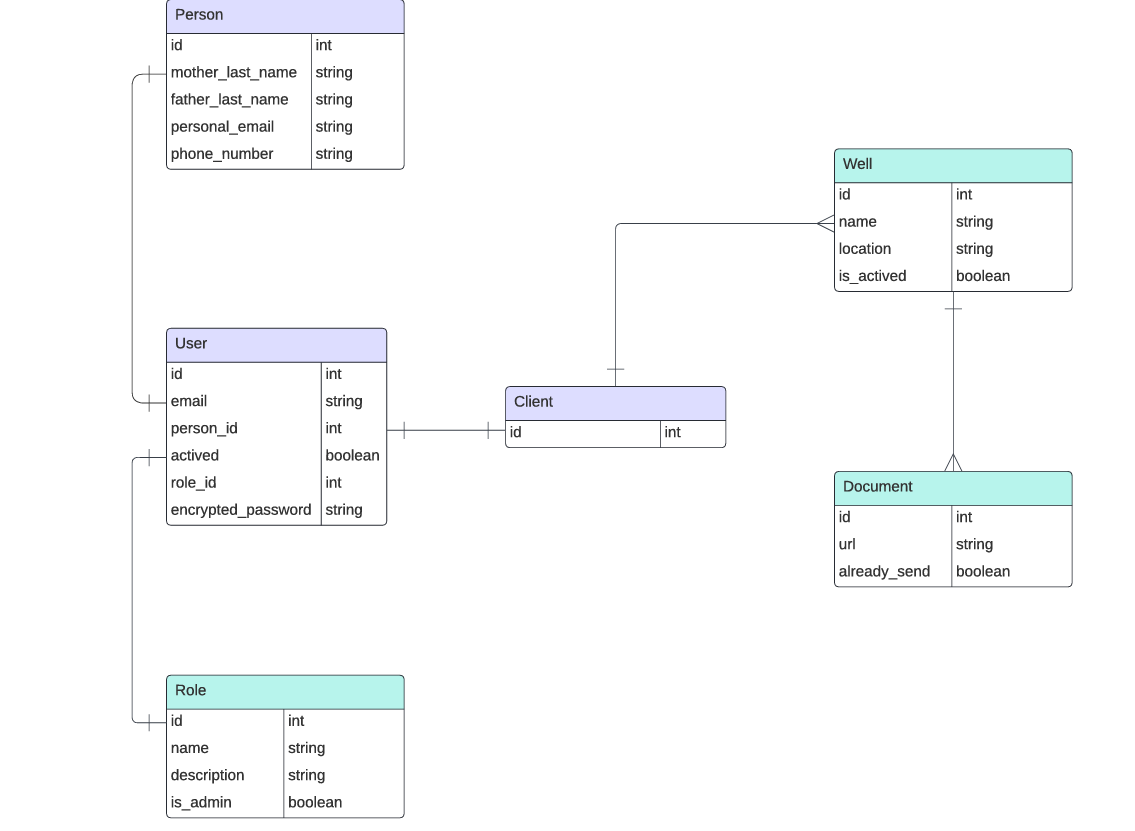 Person
id int
mother_last_name string
father_last_name string
personal_email string
phone_number string
Well
id int
name string
location string
is_actived boolean
User
id int
email string
person_id int
actived boolean
role_id int
encrypted_password string
Client
id int
Document
id int
url string
already_send boolean
Role
id int
name string
description string
is_admin boolean